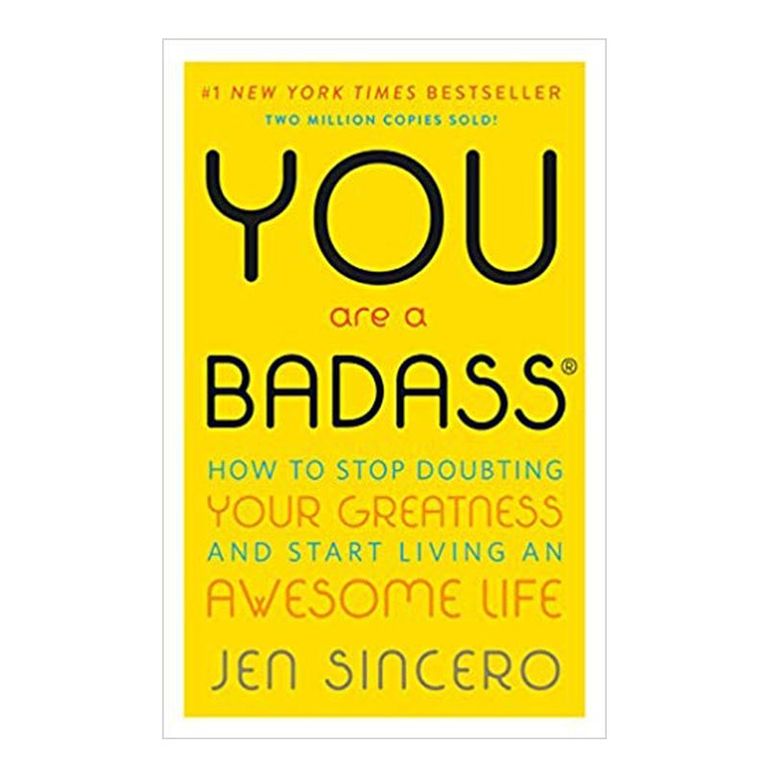 #1 NEW YORK TIMES BESTSELLER
TWO MILLION COPIES SOLD!
YOU
are a
BADASS®
HOW TO STOP DOUBTING
YOUR GREATNESS
AND START LIVING AN
AWESOME LIFE
JEN SINCERO